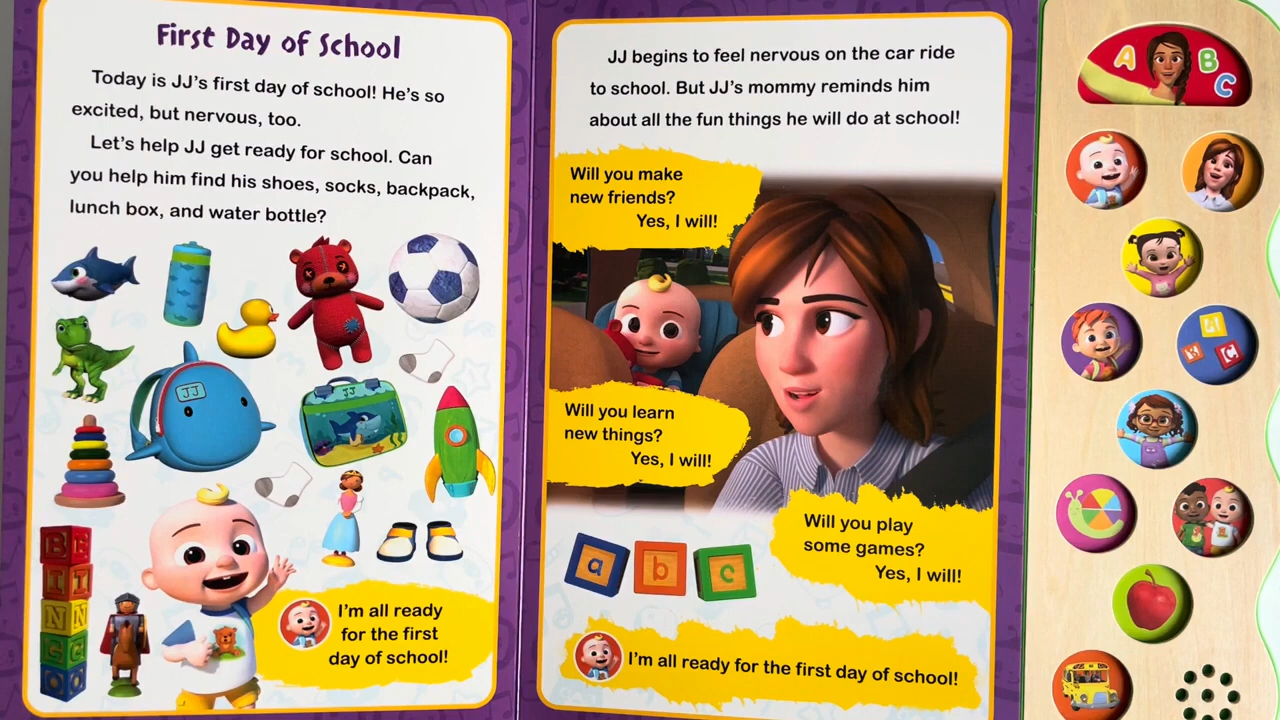 First Day of School
Today is JJ's first day of school! He's so
excited, but nervous, too.
Let's help JJ get ready for school. Can
you help him find his shoes, socks, backpack,
lunch box, and water bottle?
JJ
JJ
B
I
N
G
O
I'm all ready
for the first
day of school!
JJ begins to feel nervous on the car ride
to school. But JJ's mommy reminds him
about all the fun things he will do at school!
Will you make
new friends?
Yes, I will!
Will you learn
new things?
Yes, I will!
Will you play
some games?
Yes, I will!
a b c
I'm all ready for the first day of school!
A B C